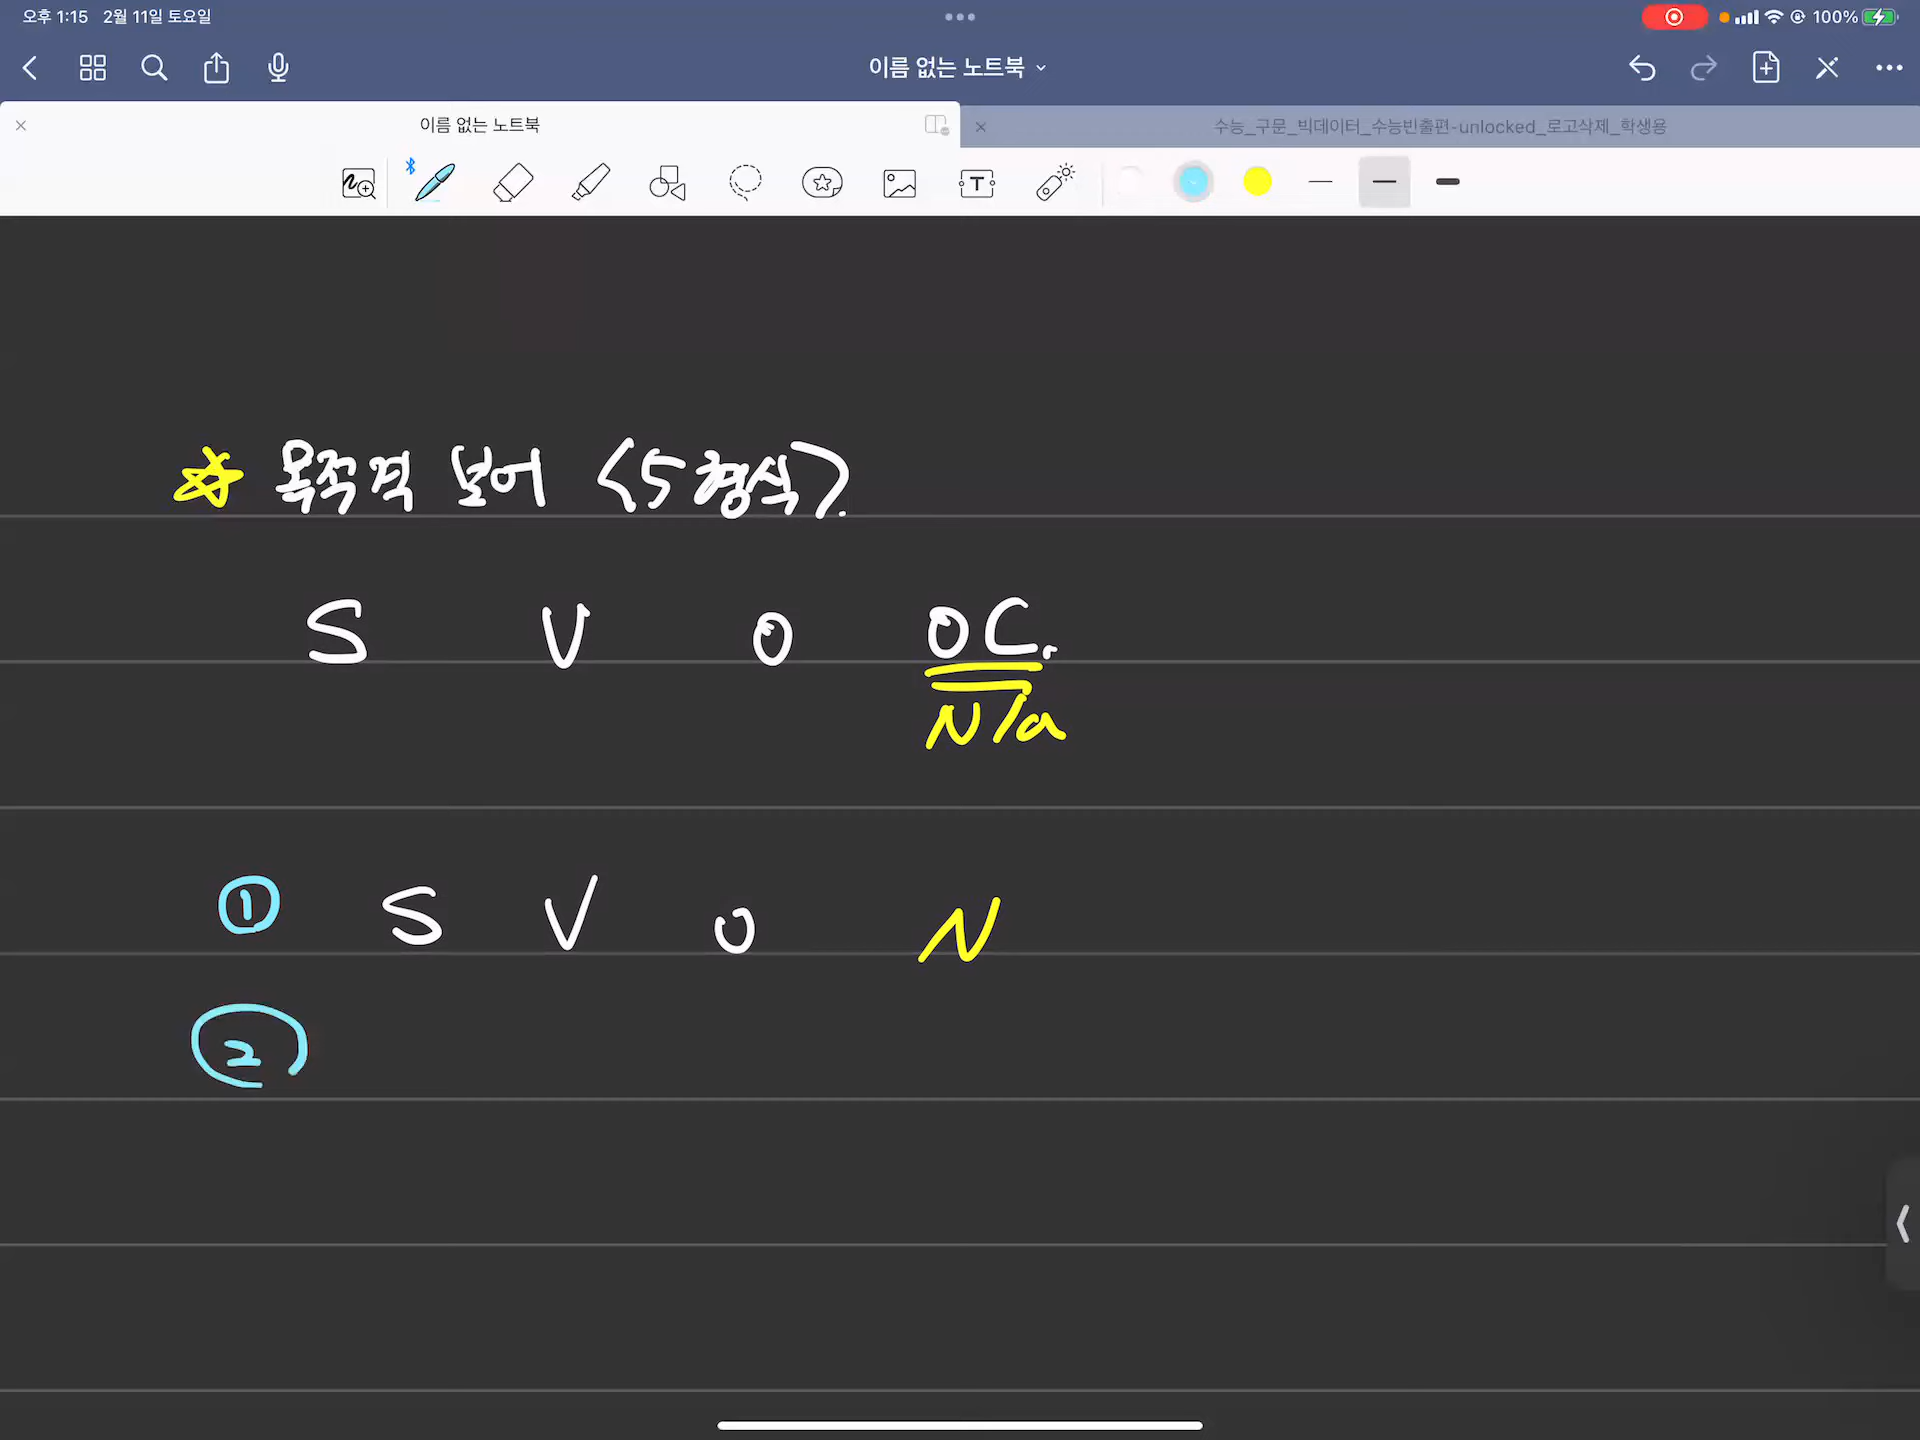 오후 1:15 2월 11일 토요일
100%
이름 없는 노트북
이름 없는 노트북
수능_구문_빅데이터_수능빈출편-unlocked_로고삭제_학생용
T
목적격 보어 <5형식>.
S V O OC.
N/a
① S V O N
②